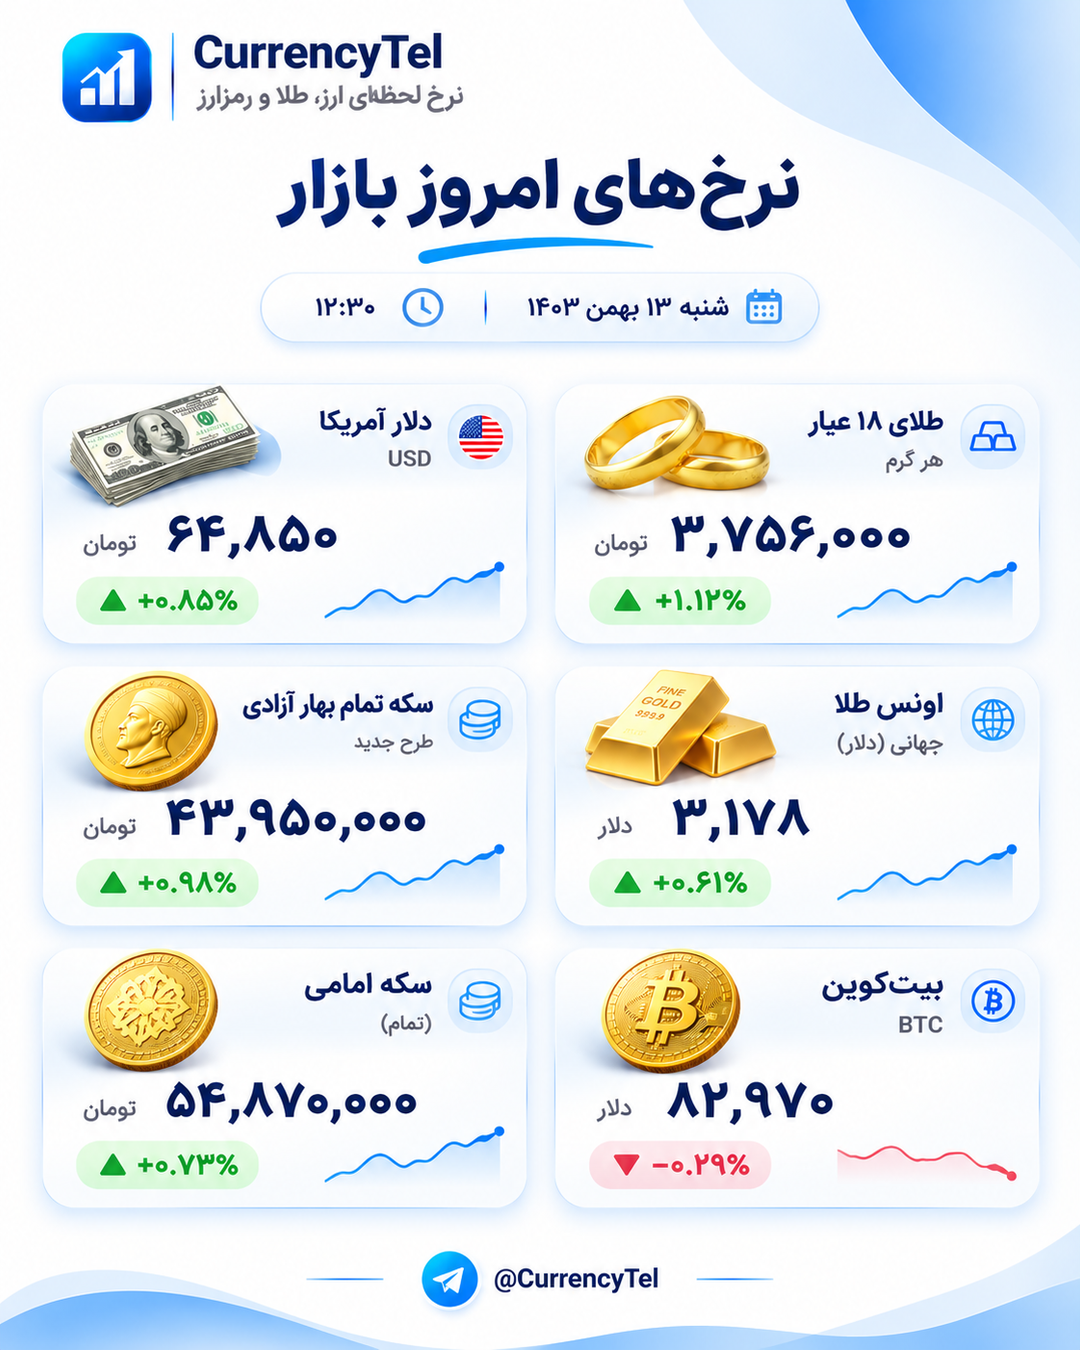 CurrencyTel
نرخ لحظه‌ای ارز، طلا و رمزارز
نرخ‌های امروز بازار
شنبه ۱۳ بهمن ۱۴۰۳
۱۲:۳۰
طلای ۱۸ عیار
هر گرم
۳,۷۵۶,۰۰۰ تومان
+۱.۱۲%
دلار آمریکا
USD
۶۴,۸۵۰ تومان
+۰.۸۵%
اونس طلا
جهانی (دلار)
FINE
GOLD
999.9
۳,۱۷۸ دلار
+۰.۶۱%
سکه تمام بهار آزادی
طرح جدید
۴۳,۹۵۰,۰۰۰ تومان
+۰.۹۸%
بیت‌کوین
BTC
۸۲,۹۷۰ دلار
−۰.۲۹%
سکه امامی
(تمام)
۵۴,۸۷۰,۰۰۰ تومان
+۰.۷۳%
@CurrencyTel